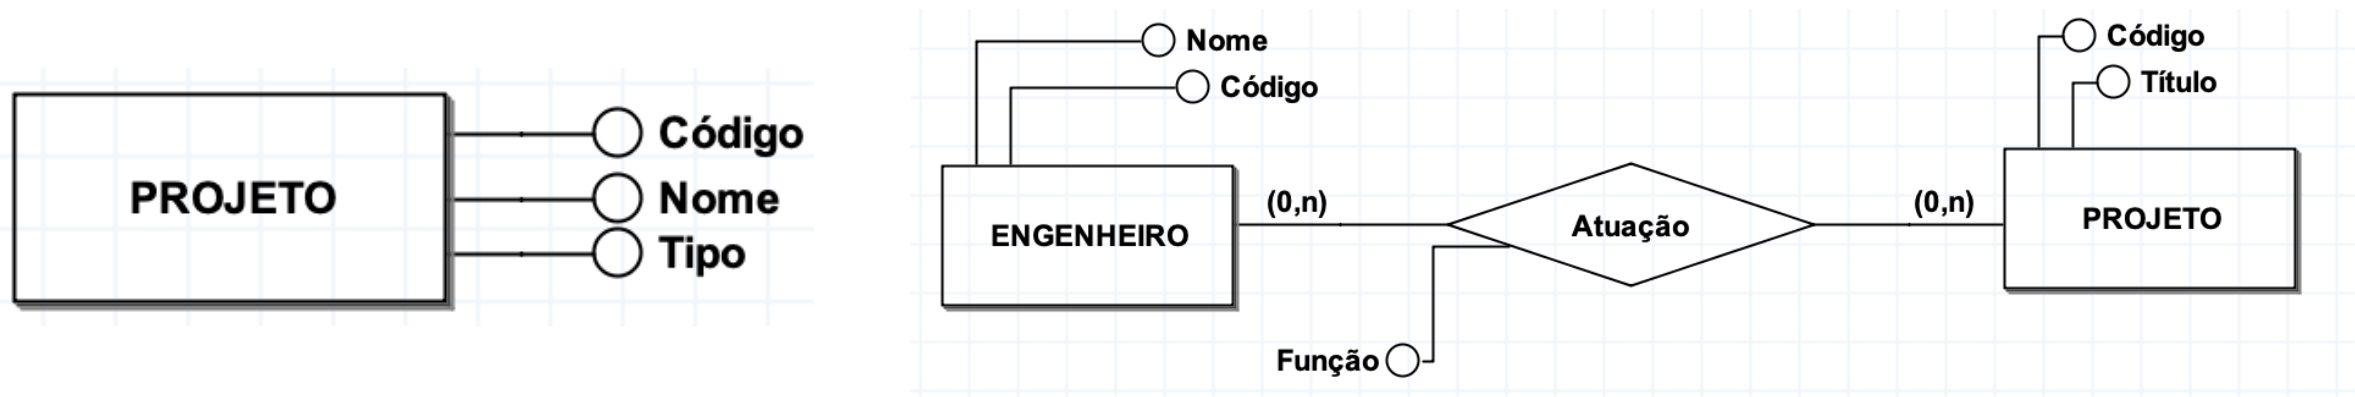 PROJETO
Código
Nome
Tipo
Nome
Código
ENGENHEIRO
(0,n)
Atuação
Função
(0,n)
Código
Título
PROJETO